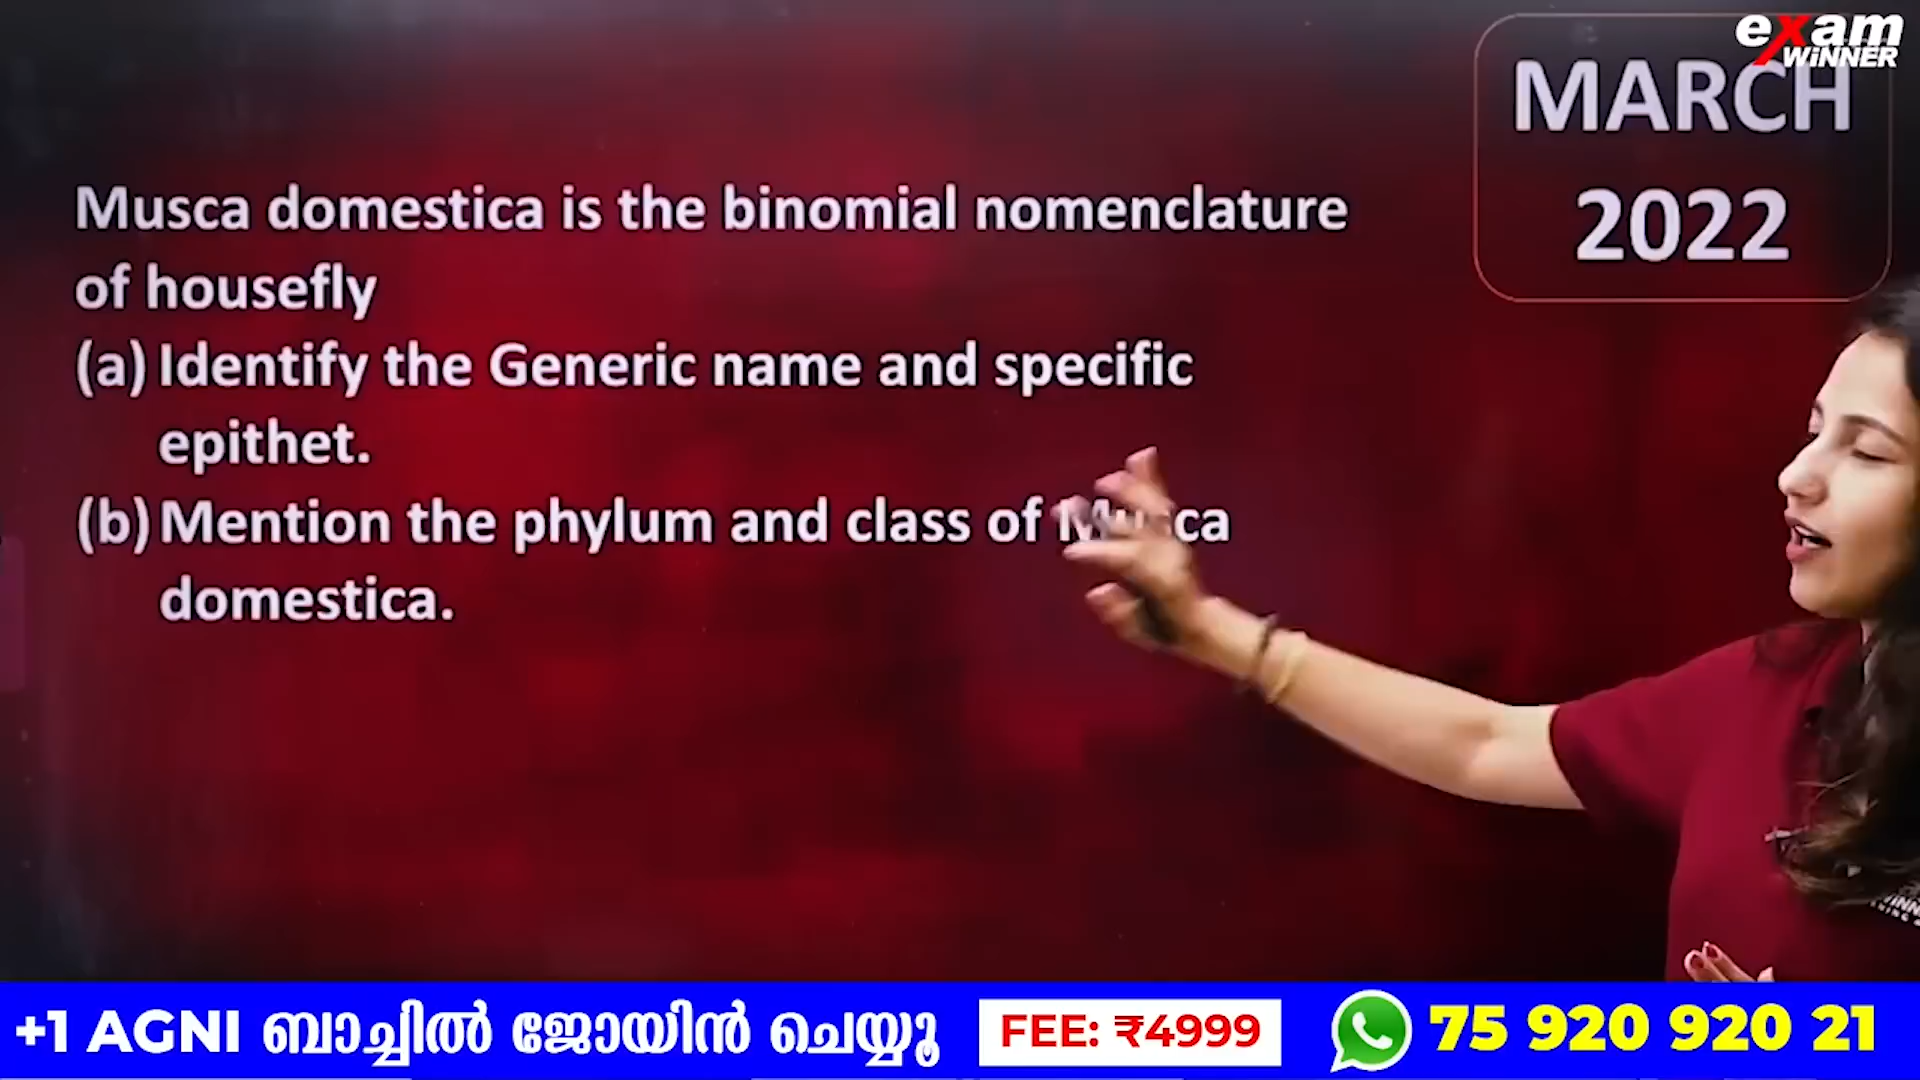 exam
WiNNER
MARCH
2022
Musca domestica is the binomial nomenclature
of housefly
(a) Identify the Generic name and specific
epithet.
(b) Mention the phylum and class of Musca
domestica.
+1 AGNI ബാച്ചിൽ ജോയിൻ ചെയ്യൂ
FEE: ₹4999
75 920 920 21